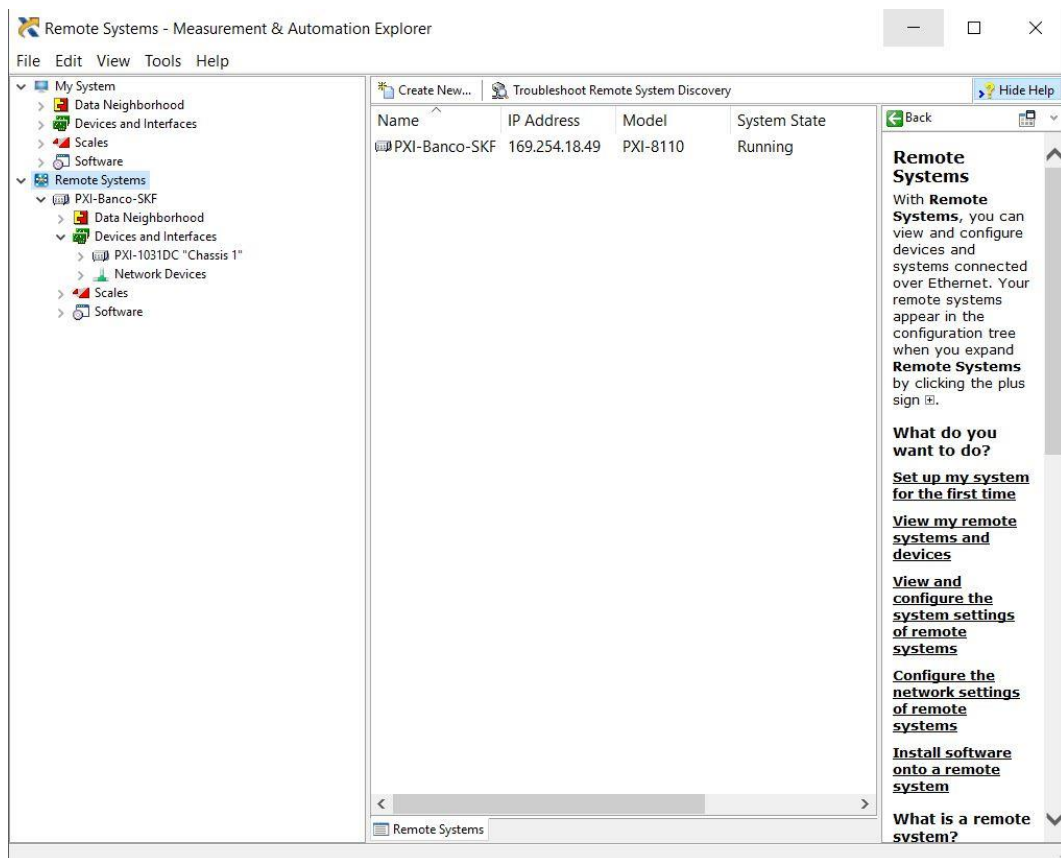 Remote Systems - Measurement & Automation Explorer
File Edit View Tools Help
My System
Data Neighborhood
Devices and Interfaces
Scales
Software
Remote Systems
PXI-Banco-SKF
Data Neighborhood
Devices and Interfaces
PXI-1031DC "Chassis 1"
Network Devices
Scales
Software
Create New... Troubleshoot Remote System Discovery Hide Help
Name IP Address Model System State
PXI-Banco-SKF 169.254.18.49 PXI-8110 Running
Remote Systems
Back
Remote
Systems
With Remote
Systems, you can
view and configure
devices and
systems connected
over Ethernet. Your
remote systems
appear in the
configuration tree
when you expand
Remote Systems
by clicking the plus
sign ⊞.
What do you
want to do?
Set up my system
for the first time
View my remote
systems and
devices
View and
configure the
system settings
of remote
systems
Configure the
network settings
of remote
systems
Install software
onto a remote
system
What is a remote
system?